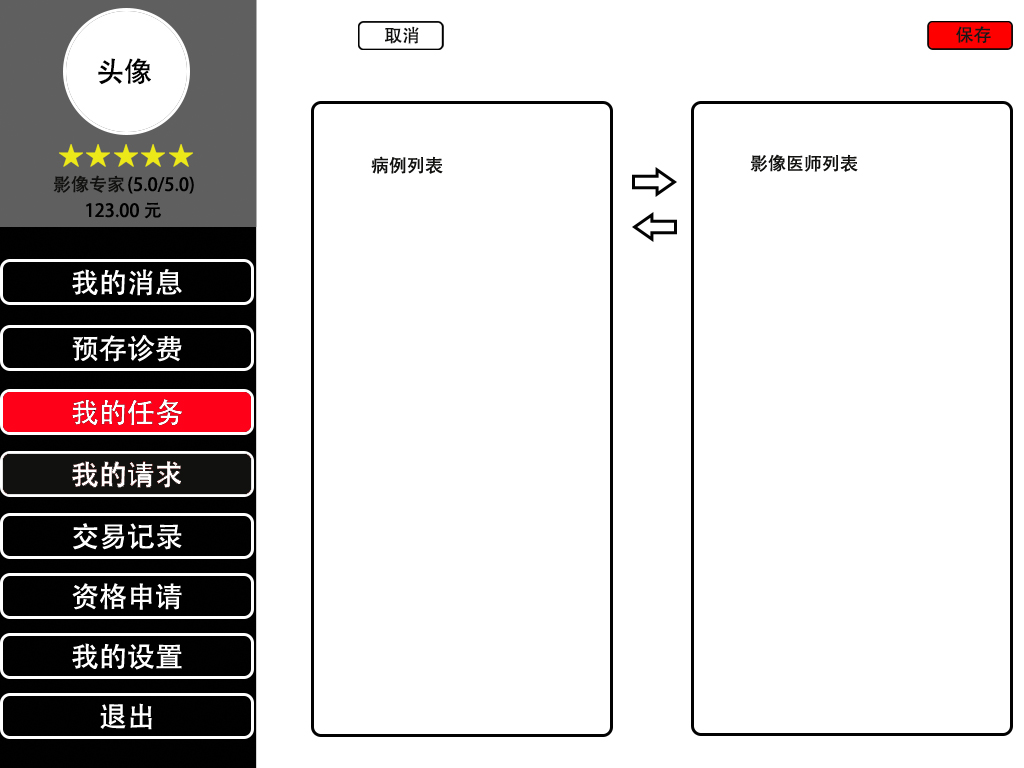 头像
影像专家(5.0/5.0)
123.00 元
我的消息
预存诊费
我的任务
我的请求
交易记录
资格申请
我的设置
退出
取消
保存
病例列表
影像医师列表